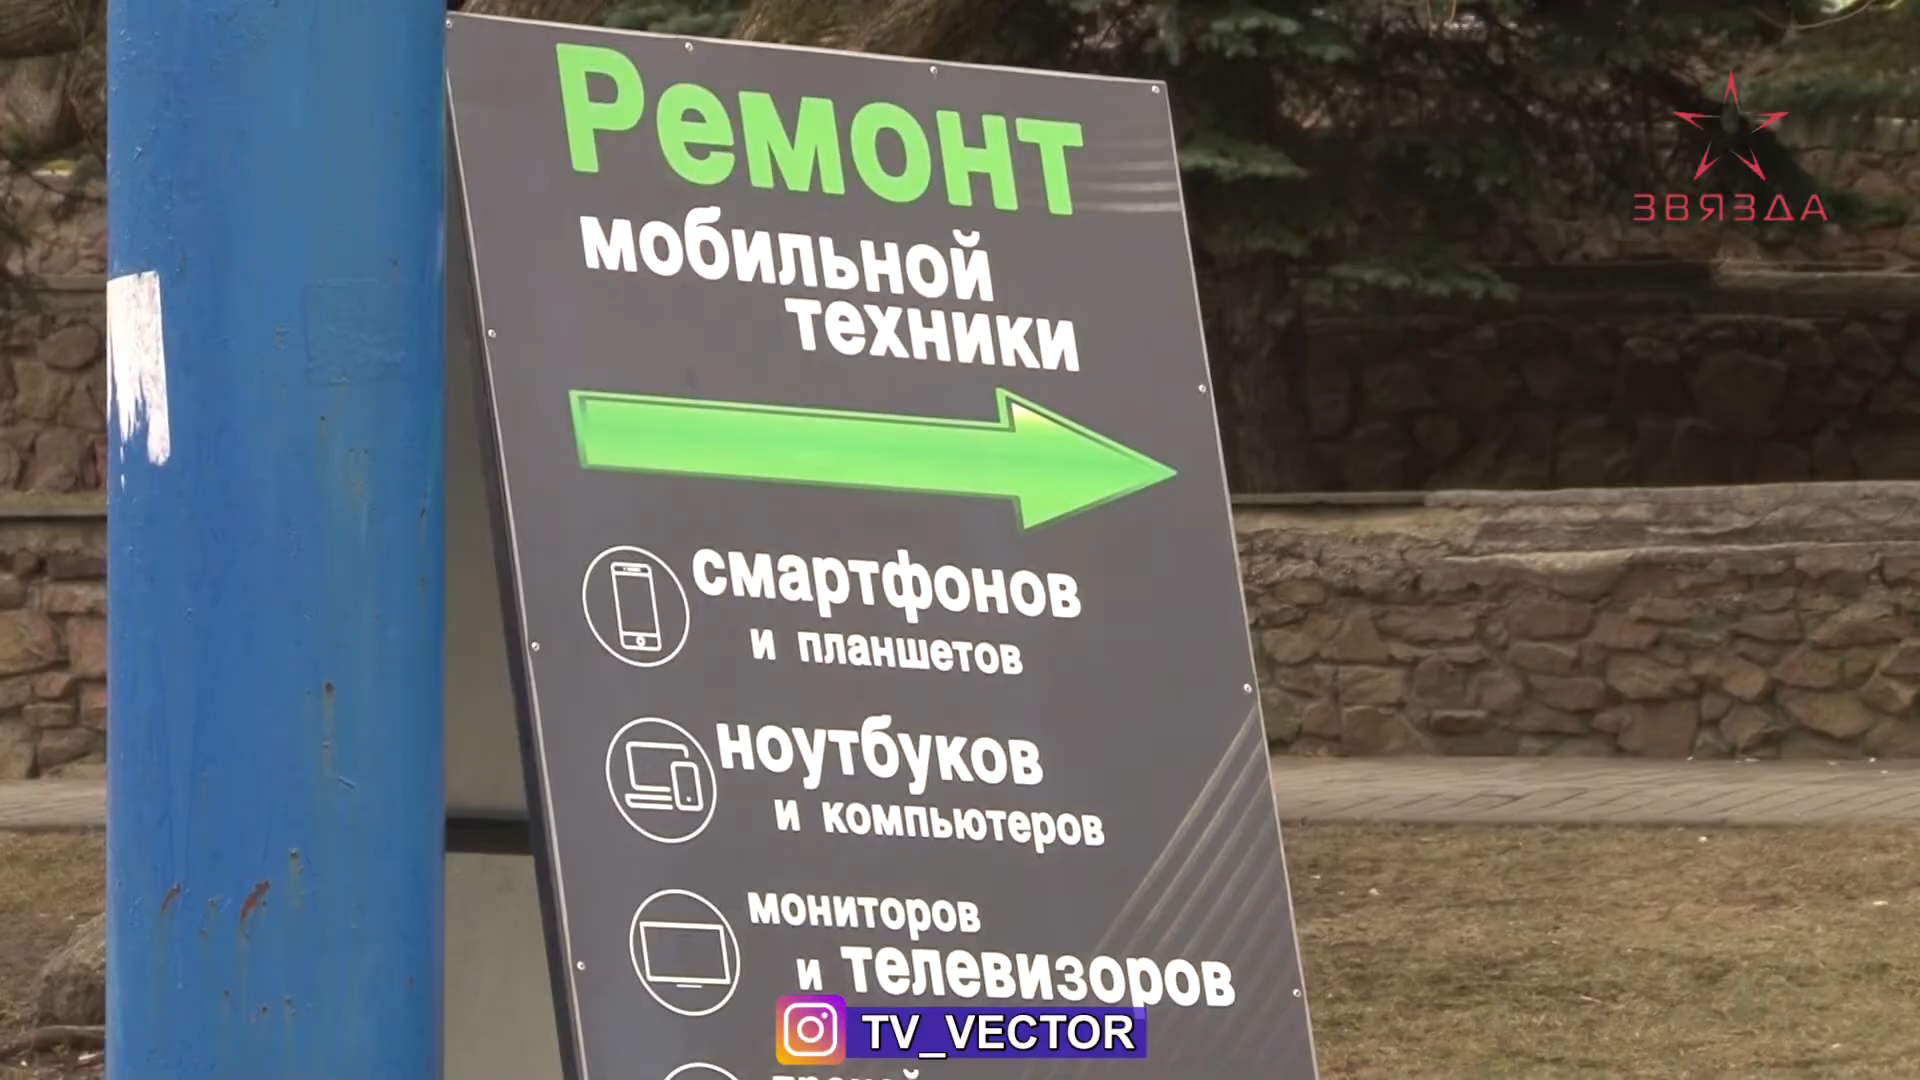 Ремонт
мобильной
техники
ЗВЯЗДА
смартфонов
и планшетов
ноутбуков
и компьютеров
мониторов
и телевизоров
TV_VECTOR